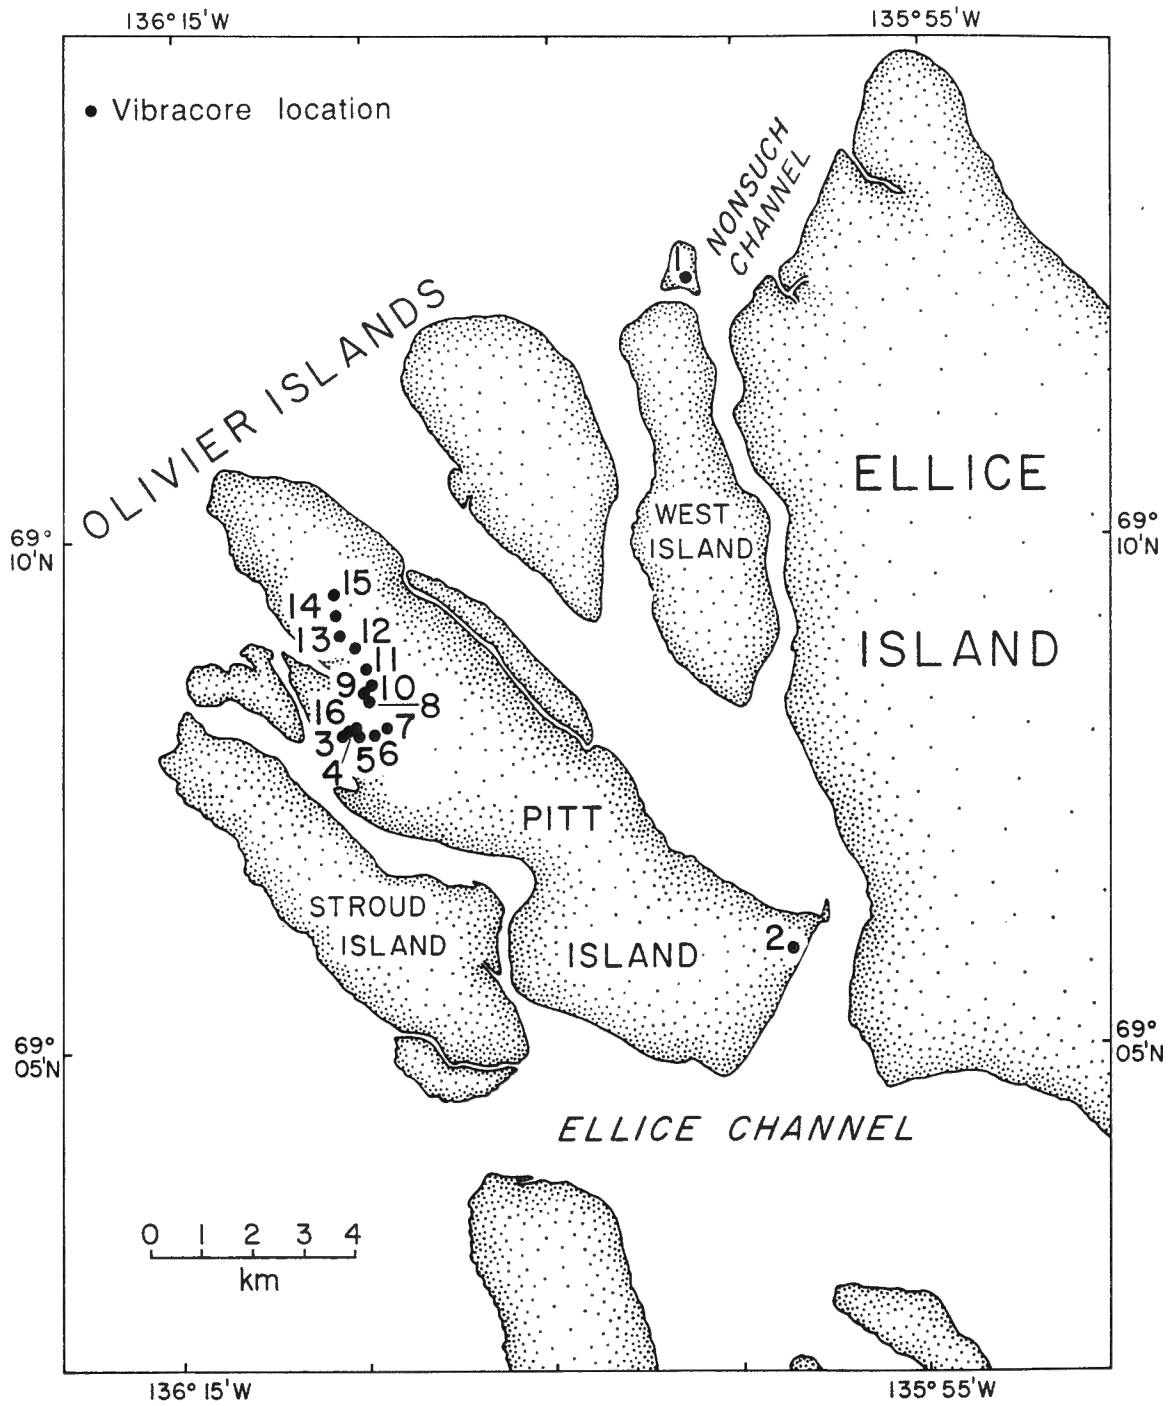 136° 15'W
135° 55'W
Vibracore location
NONSUCH
CHANNEL
1
OLIVIER ISLANDS
ELLICE
ISLAND
WEST
ISLAND
69°
10'N
69°
10'N
15
14
13
12
11
9
10
8
16
7
3
5
6
4
PITT
ISLAND
STROUD
ISLAND
2
69°
05'N
69°
05'N
ELLICE CHANNEL
0 1 2 3 4
km
136° 15'W
135° 55'W